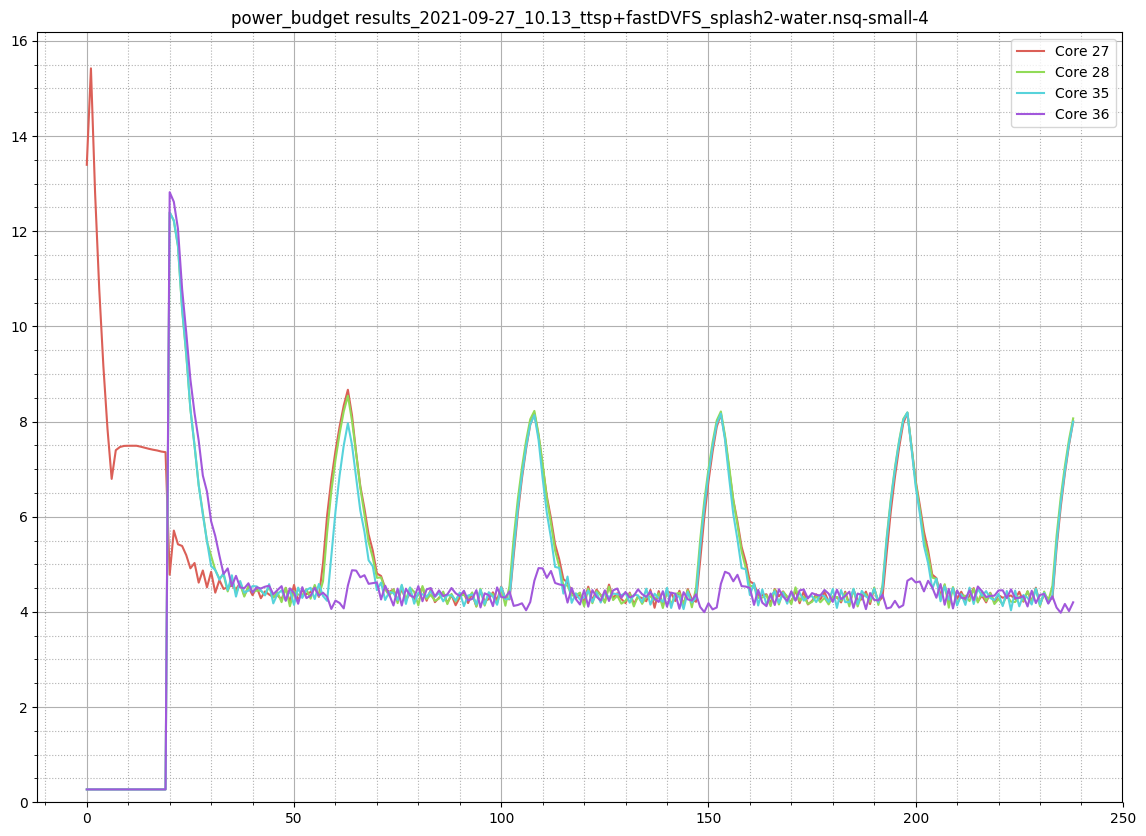 power_budget results_2021-09-27_10.13_ttsp+fastDVFS_splash2-water.nsq-small-4
16
14
12
10
8
6
4
2
0
Core 27
Core 28
Core 35
Core 36
0 50 100 150 200 250